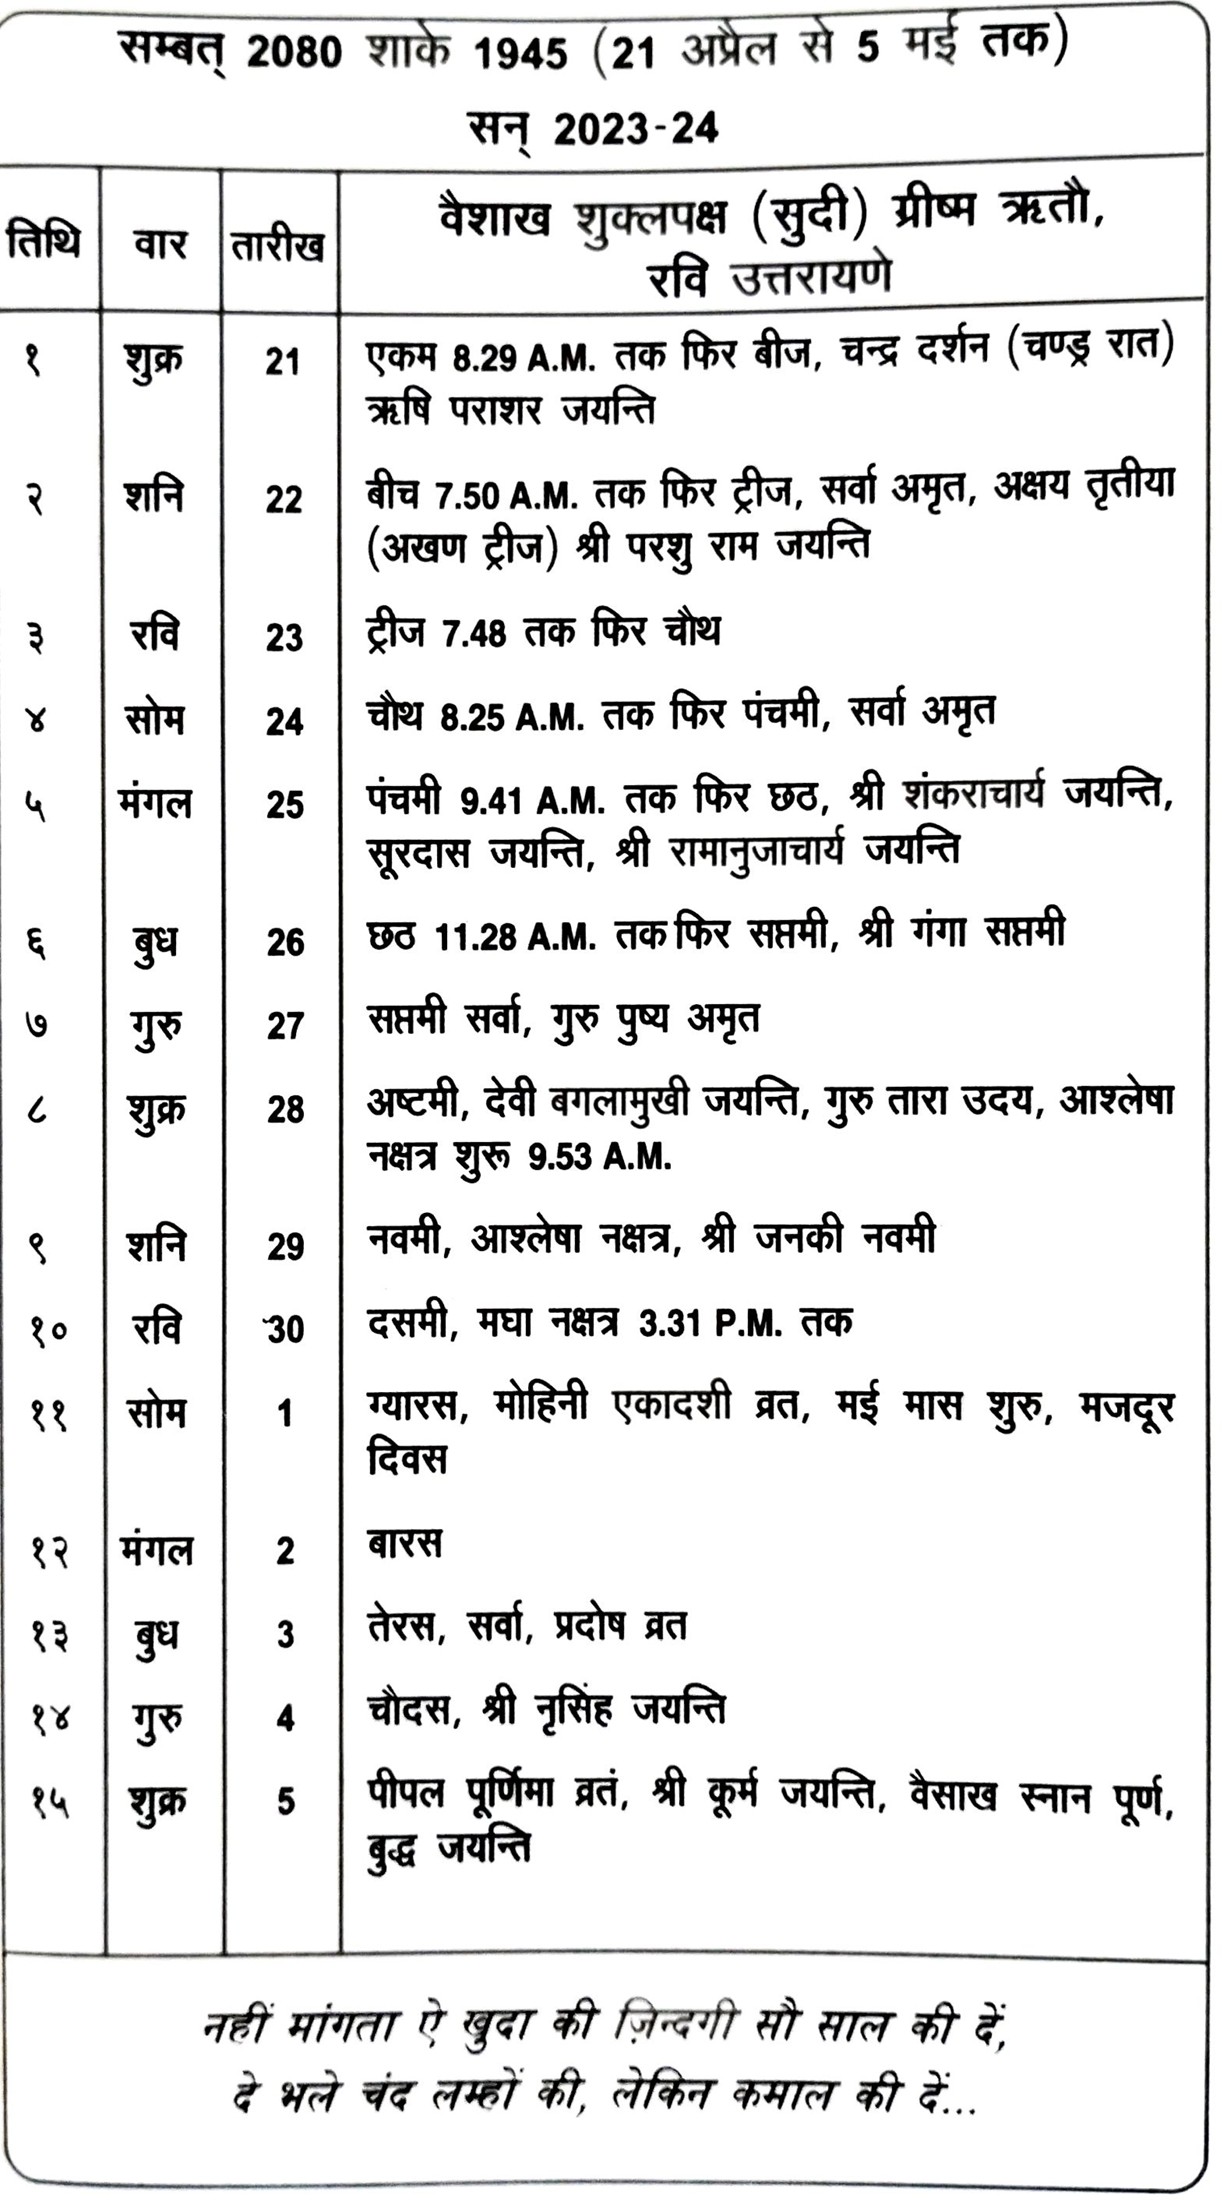 सम्बत् 2080 शाके 1945 (21 अप्रैल से 5 मई तक)
सन् 2023-24
तिथि वार तारीख वैशाख शुक्लपक्ष (सुदी) ग्रीष्म ऋतौ,
रवि उत्तरायणे
१ शुक्र 21 एकम 8.29 A.M. तक फिर बीज, चन्द्र दर्शन (चण्ड्र रात)
ऋषि पराशर जयन्ति
२ शनि 22 बीच 7.50 A.M. तक फिर ट्रीज, सर्वा अमृत, अक्षय तृतीया
(अखण ट्रीज) श्री परशु राम जयन्ति
३ रवि 23 ट्रीज 7.48 तक फिर चौथ
४ सोम 24 चौथ 8.25 A.M. तक फिर पंचमी, सर्वा अमृत
५ मंगल 25 पंचमी 9.41 A.M. तक फिर छठ, श्री शंकराचार्य जयन्ति,
सूरदास जयन्ति, श्री रामानुजाचार्य जयन्ति
६ बुध 26 छठ 11.28 A.M. तक फिर सप्तमी, श्री गंगा सप्तमी
७ गुरु 27 सप्तमी सर्वा, गुरु पुष्य अमृत
८ शुक्र 28 अष्टमी, देवी बगलामुखी जयन्ति, गुरु तारा उदय, आश्लेषा
नक्षत्र शुरू 9.53 A.M.
९ शनि 29 नवमी, आश्लेषा नक्षत्र, श्री जनकी नवमी
१० रवि 30 दसमी, मघा नक्षत्र 3.31 P.M. तक
११ सोम 1 ग्यारस, मोहिनी एकादशी व्रत, मई मास शुरु, मजदूर
दिवस
१२ मंगल 2 बारस
१३ बुध 3 तेरस, सर्वा, प्रदोष व्रत
१४ गुरु 4 चौदस, श्री नृसिंह जयन्ति
१५ शुक्र 5 पीपल पूर्णिमा व्रतं, श्री कूर्म जयन्ति, वैसाख स्नान पूर्ण,
बुद्ध जयन्ति
नहीं मांगता ऐ खुदा की ज़िन्दगी सौ साल की दें,
दे भले चंद लम्हों की, लेकिन कमाल की दें...